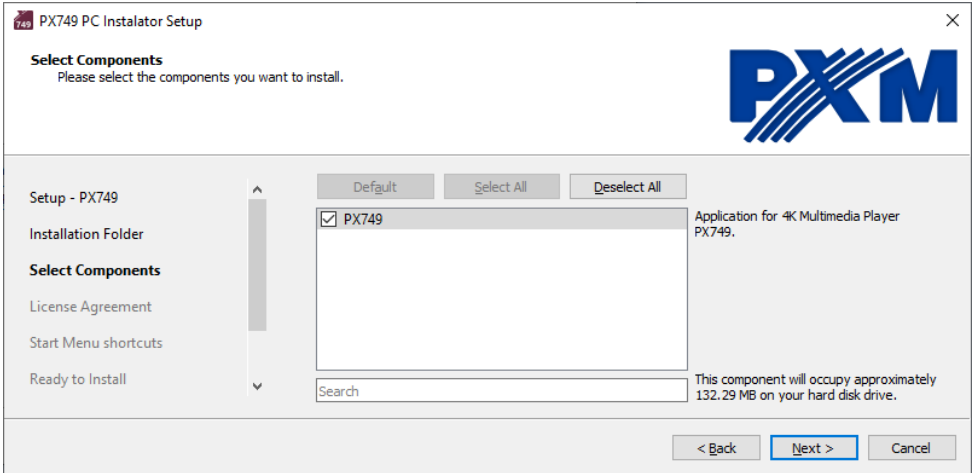 749
PX749 PC Instalator Setup
Select Components
Please select the components you want to install.
PXM
Setup - PX749
Installation Folder
Select Components
License Agreement
Start Menu shortcuts
Ready to Install
Default
Select All
Deselect All
PX749
Application for 4K Multimedia Player
PX749.
Search
This component will occupy approximately
132.29 MB on your hard disk drive.
< Back
Next >
Cancel